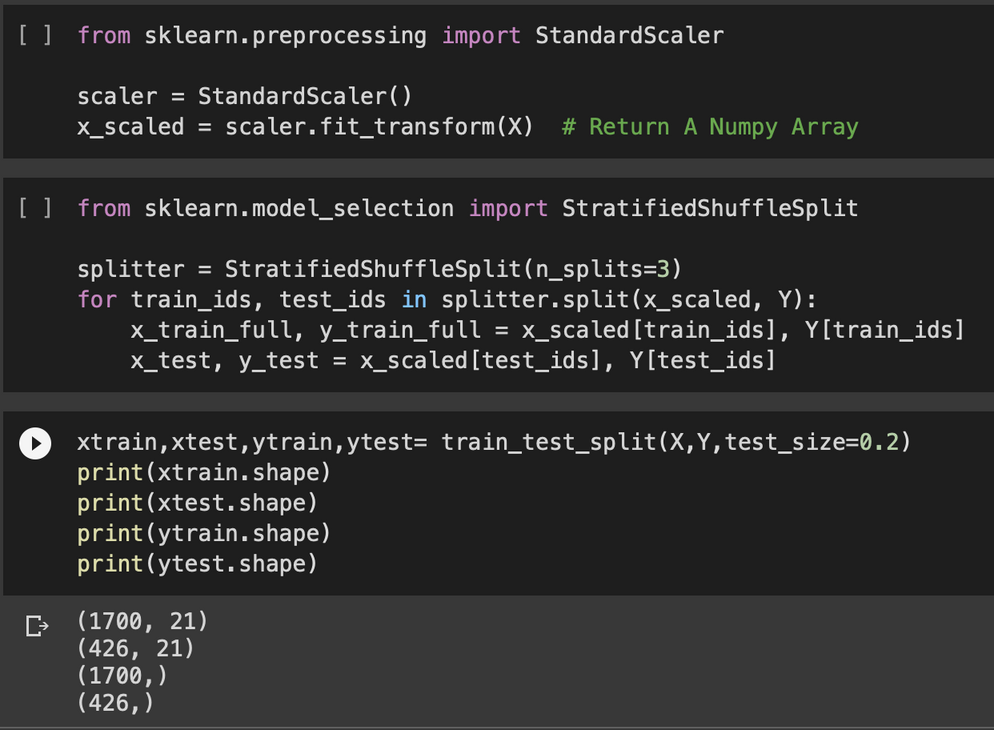 [ ] from sklearn.preprocessing import StandardScaler
scaler = StandardScaler()
x_scaled = scaler.fit_transform(X)  # Return A Numpy Array
[ ] from sklearn.model_selection import StratifiedShuffleSplit
splitter = StratifiedShuffleSplit(n_splits=3)
for train_ids, test_ids in splitter.split(x_scaled, Y):
    x_train_full, y_train_full = x_scaled[train_ids], Y[train_ids]
    x_test, y_test = x_scaled[test_ids], Y[test_ids]
xtrain,xtest,ytrain,ytest= train_test_split(X,Y,test_size=0.2)
print(xtrain.shape)
print(xtest.shape)
print(ytrain.shape)
print(ytest.shape)
(1700, 21)
(426, 21)
(1700,)
(426,)